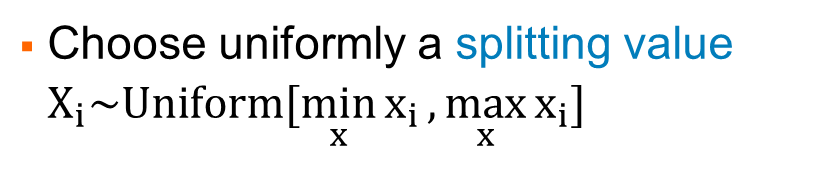 ▪ Choose uniformly a splitting value
Xᵢ~Uniform[min xᵢ , max xᵢ]
x x